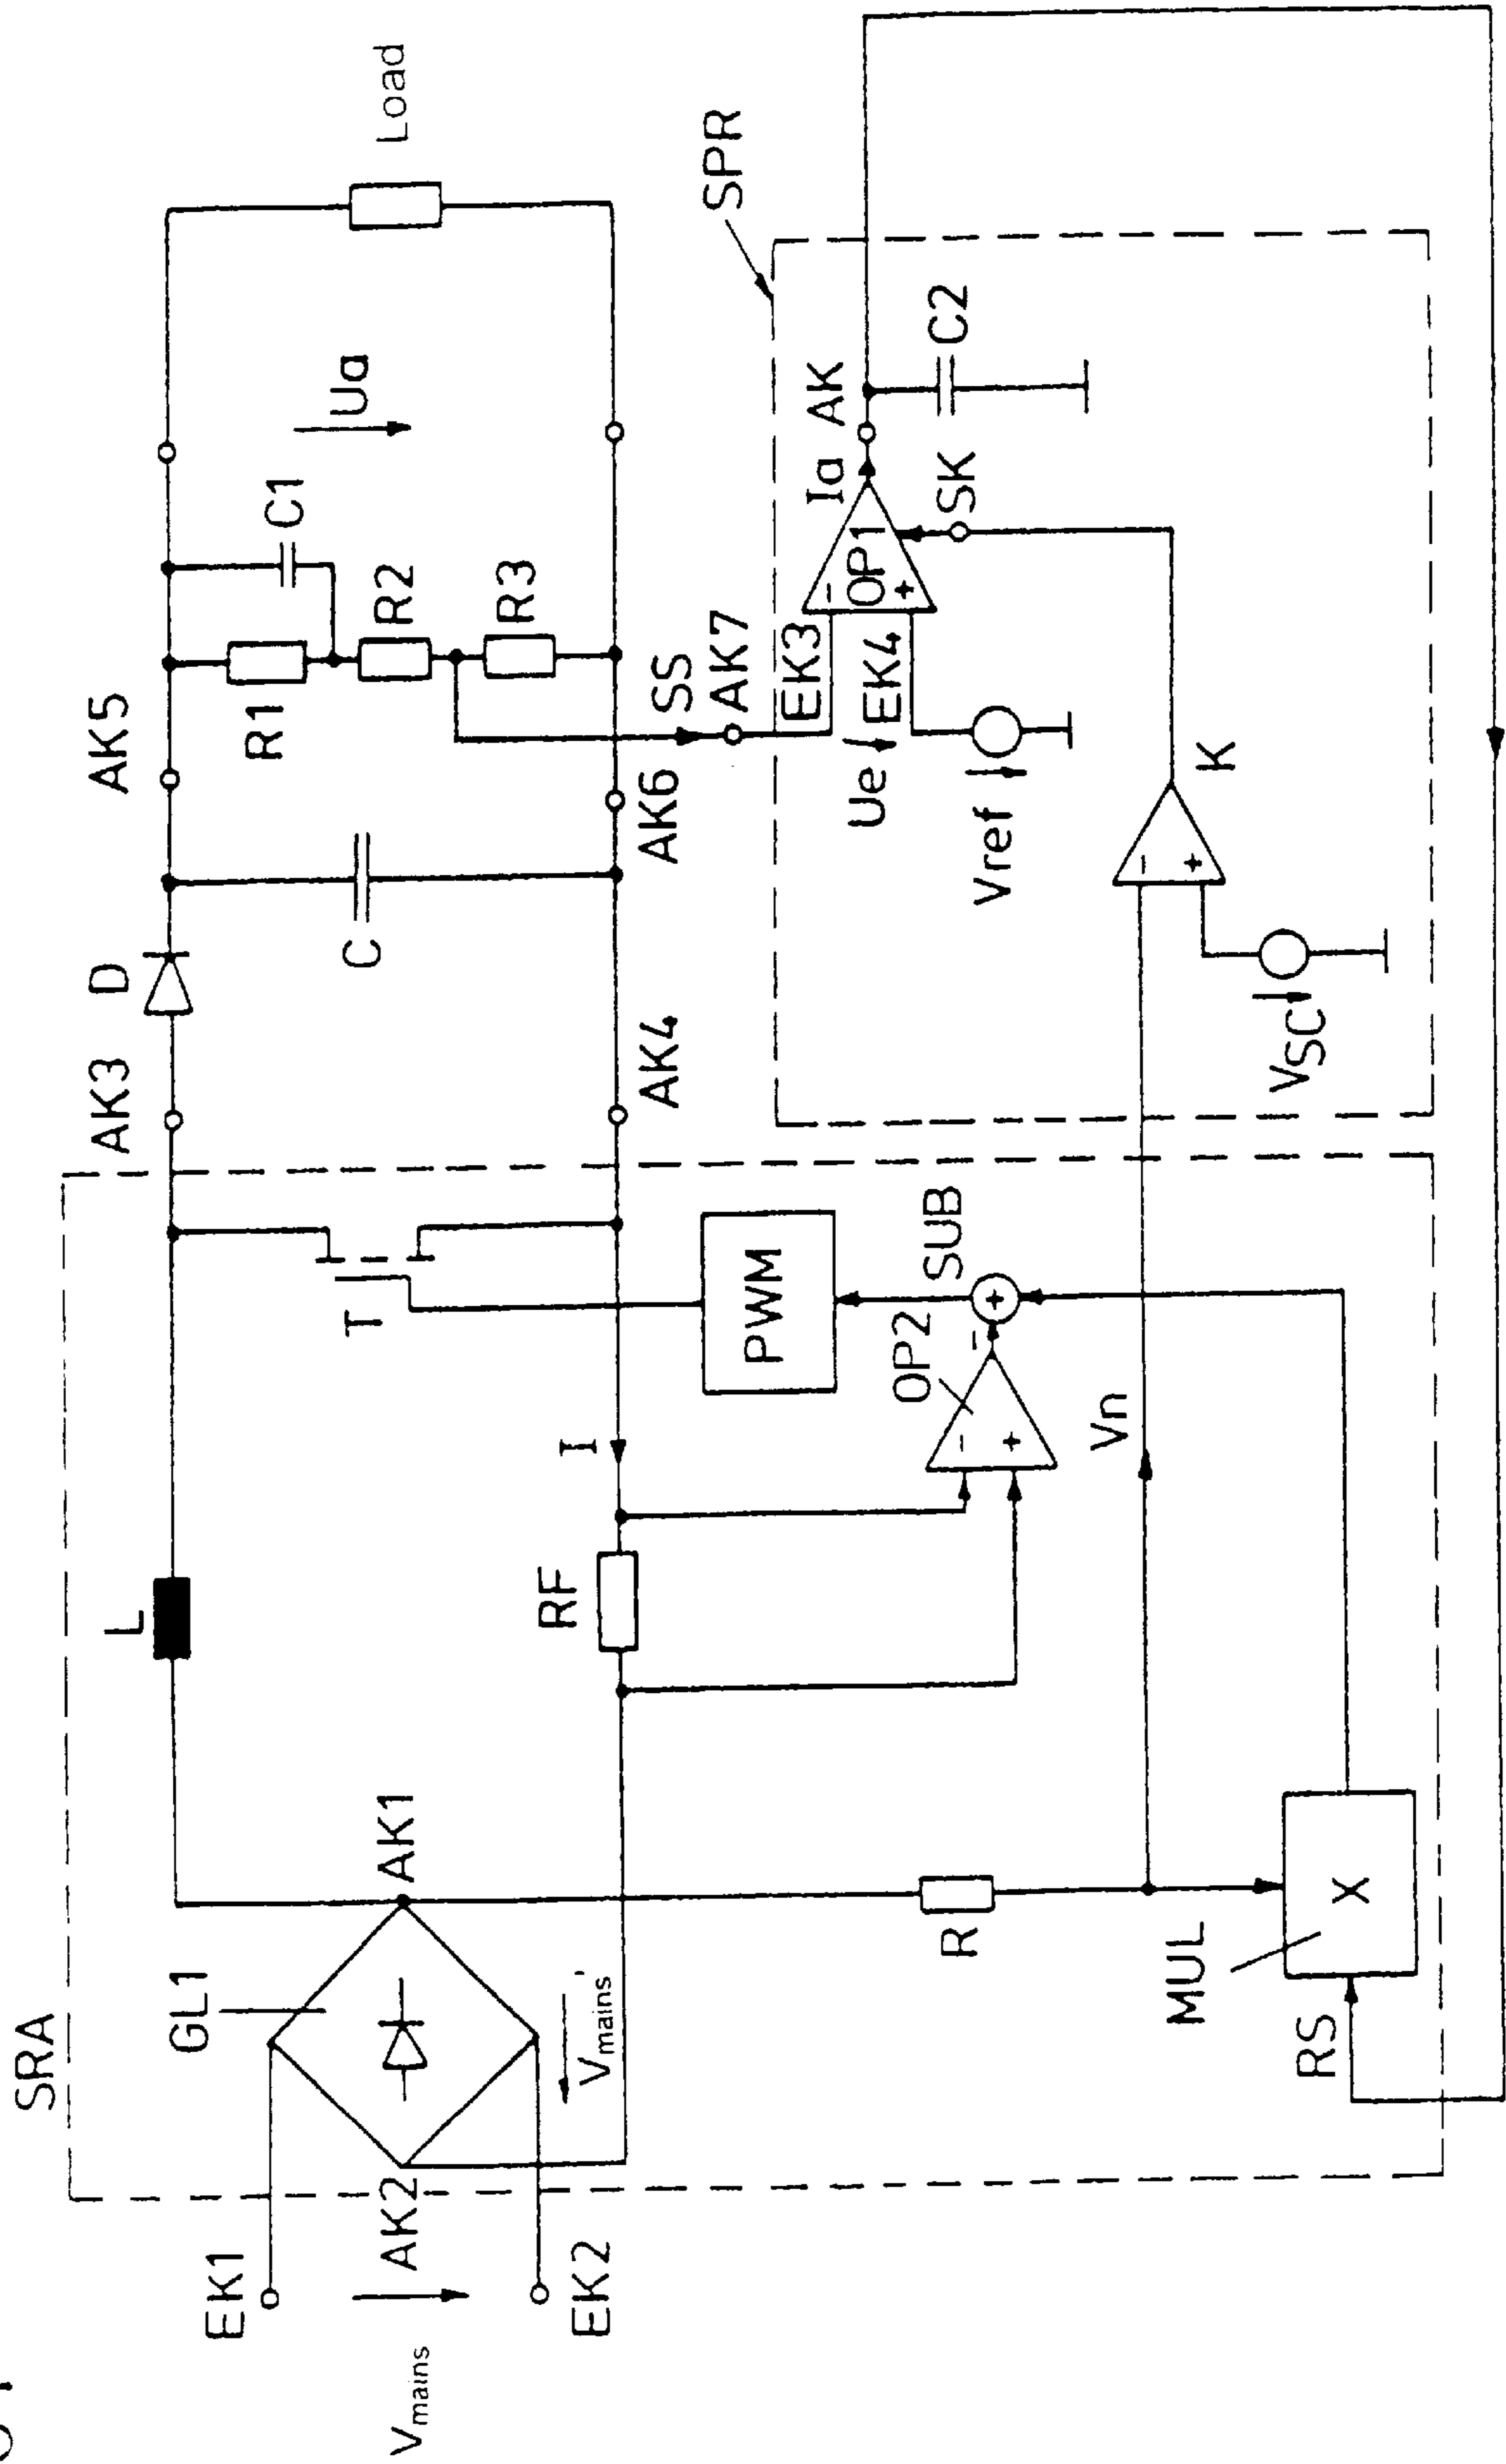 SRA
EK1
EK2
Vmains
AK2
GL1
Vmains'
AK1
L
RF
I
T
AK3
AK4
D
C
AK5
AK6
R1
C1
R2
R3
Ua
Load
SS
AK7
SPR
EK3
Ue
EK4
-
OP1
+
Ia
AK
SK
C2
Vref
K
-
+
VSC
PWM
SUB
+
-
OP2
-
+
Vn
R
MUL
X
RS